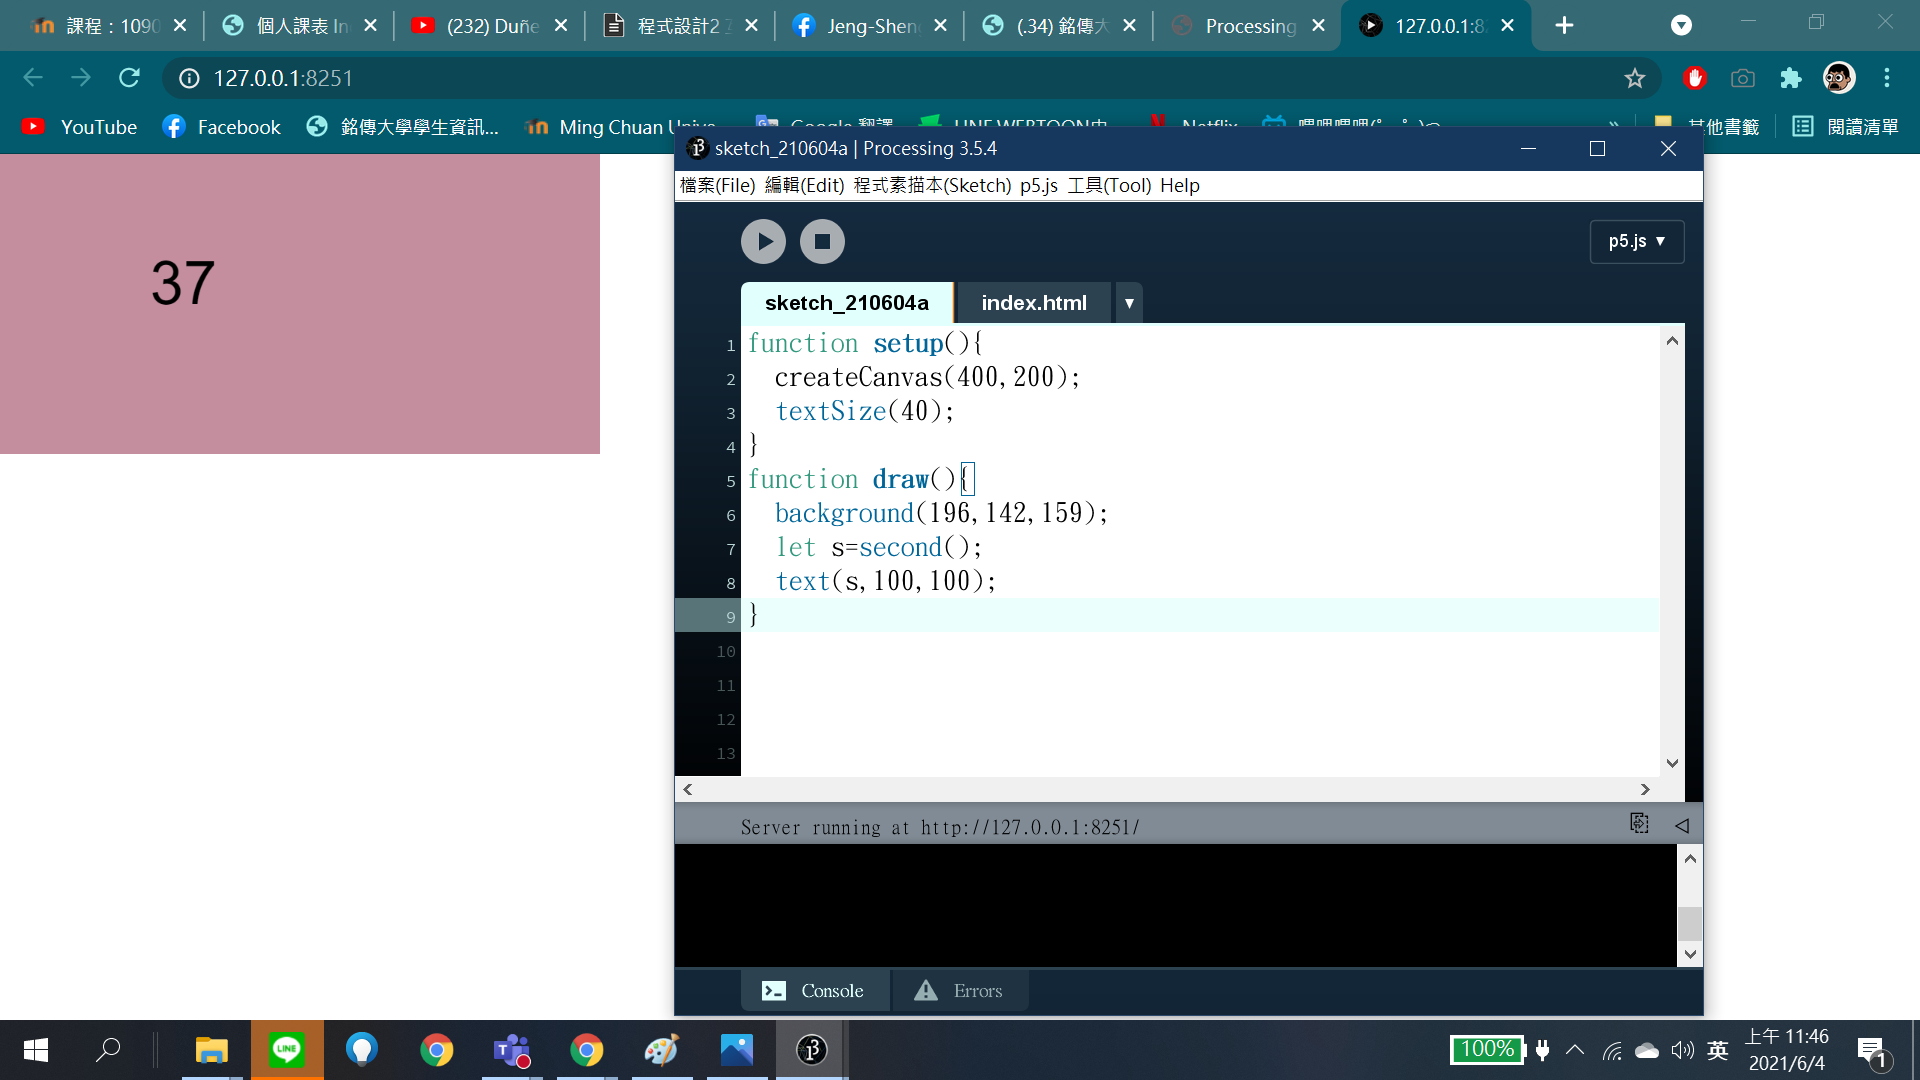 課程：1090
個人課表 In
(232) Duñe
程式設計2
Jeng-Sheng
(.34) 銘傳大
Processing
127.0.0.1:8
127.0.0.1:8251
YouTube
Facebook
銘傳大學學生資訊...
Ming Chuan Unive
Google 翻譯
LINE WEBTOON中
Netflix
嗶哩嗶哩(゜-゜)つ
»
其他書籤
閱讀清單
37
sketch_210604a | Processing 3.5.4
檔案(File) 編輯(Edit) 程式素描本(Sketch) p5.js 工具(Tool) Help
p5.js ▼
sketch_210604a
index.html
▼
1 function setup(){
2 createCanvas(400,200);
3 textSize(40);
4 }
5 function draw(){
6 background(196,142,159);
7 let s=second();
8 text(s,100,100);
9 }
10
11
12
13
Server running at http://127.0.0.1:8251/
Console
Errors
LINE
100%
英
上午 11:46
2021/6/4
1